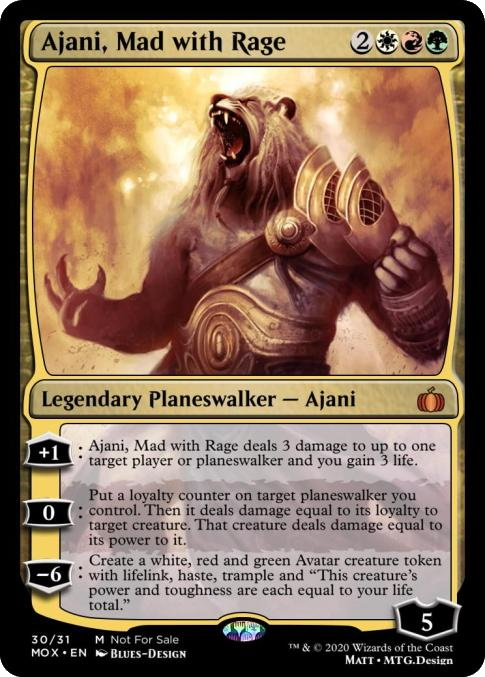 Ajani, Mad with Rage 2
Legendary Planeswalker — Ajani
+1 : Ajani, Mad with Rage deals 3 damage to up to one
target player or planeswalker and you gain 3 life.
0 : Put a loyalty counter on target planeswalker you
control. Then it deals damage equal to its loyalty to
target creature. That creature deals damage equal to
its power to it.
−6 : Create a white, red and green Avatar creature token
with lifelink, haste, trample and “This creature’s
power and toughness are each equal to your life
total.”
5
30/31 M Not For Sale
MOX • EN Blues-Design
™ & © 2020 Wizards of the Coast
Matt • MTG.Design